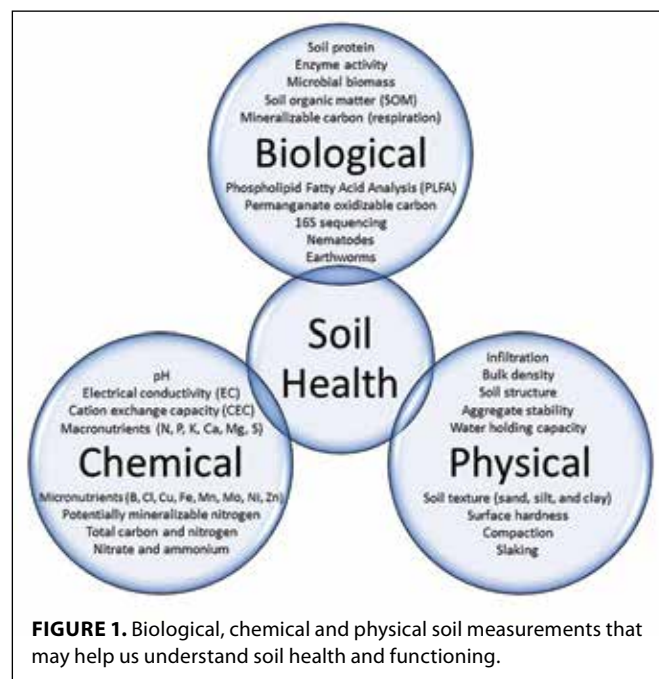 Soil protein
Enzyme activity
Microbial biomass
Soil organic matter (SOM)
Mineralizable carbon (respiration)
Biological
Phospholipid Fatty Acid Analysis (PLFA)
Permanganate oxidizable carbon
16S sequencing
Nematodes
Earthworms
Soil
Health
pH
Electrical conductivity (EC)
Cation exchange capacity (CEC)
Macronutrients (N, P, K, Ca, Mg, S)
Chemical
Micronutrients (B, Cl, Cu, Fe, Mn, Mo, Ni, Zn)
Potentially mineralizable nitrogen
Total carbon and nitrogen
Nitrate and ammonium
Infiltration
Bulk density
Soil structure
Aggregate stability
Water holding capacity
Physical
Soil texture (sand, silt, and clay)
Surface hardness
Compaction
Slaking
FIGURE 1. Biological, chemical and physical soil measurements that
may help us understand soil health and functioning.